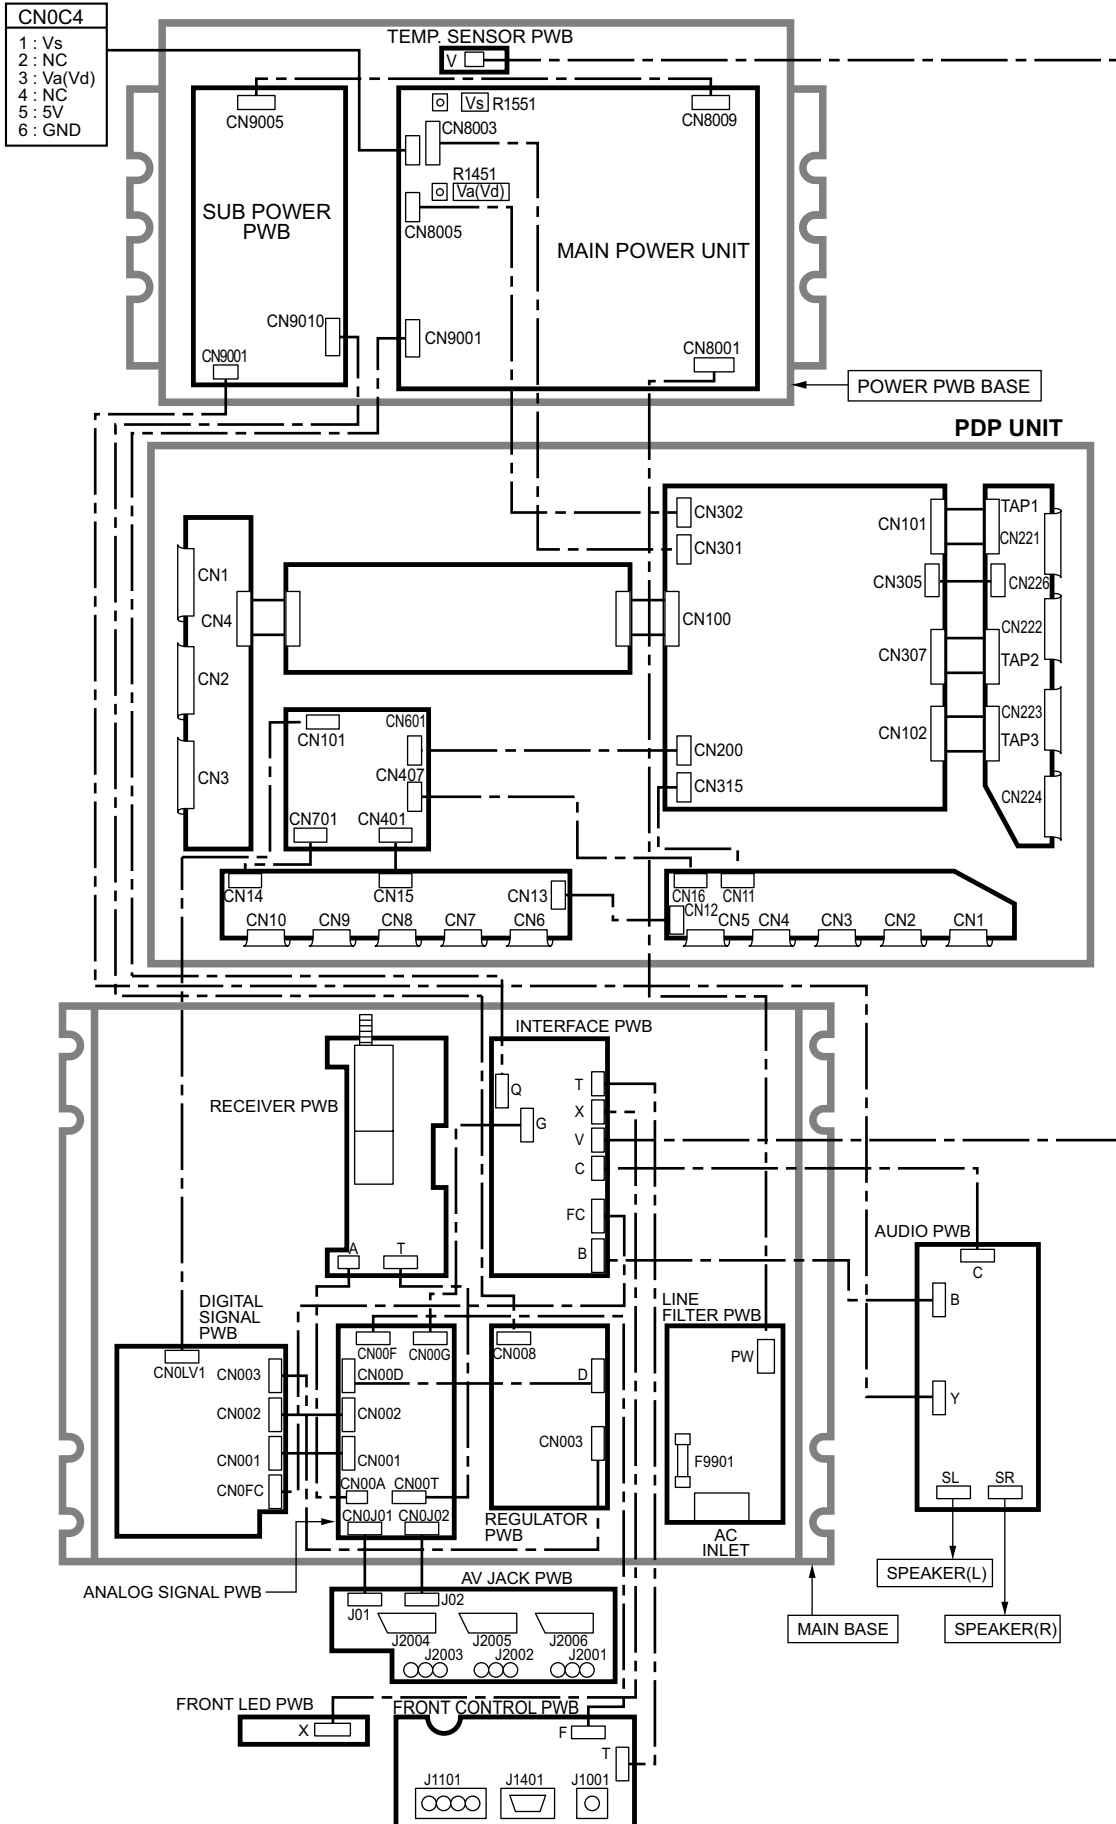 CN0C4
1 : Vs
2 : NC
3 : Va(Vd)
4 : NC
5 : 5V
6 : GND
TEMP. SENSOR PWB
V
CN9005
Vs R1551
CN8009
CN8003
R1451
Va(Vd)
SUB POWER
PWB
CN8005
MAIN POWER UNIT
CN9010
CN9001
CN9001
CN8001
POWER PWB BASE
PDP UNIT
CN302
CN301
CN101
TAP1
CN221
CN1
CN305
CN226
CN4
CN100
CN222
CN307
TAP2
CN2
CN601
CN223
CN101
CN102
TAP3
CN200
CN3
CN407
CN315
CN224
CN701
CN401
CN14
CN15
CN13
CN16
CN11
CN12
CN10
CN9
CN8
CN7
CN6
CN5
CN4
CN3
CN2
CN1
INTERFACE PWB
RECEIVER PWB
Q
T
G
X
V
C
FC
B
A
T
AUDIO PWB
C
B
Y
SL
SR
DIGITAL
SIGNAL
PWB
LINE
FILTER PWB
CN0LV1
CN003
CN00F
CN00G
CN008
PW
CN00D
D
CN002
CN002
CN003
CN001
CN001
F9901
CN0FC
CN00A
CN00T
CN0J01
CN0J02
REGULATOR
PWB
AC
INLET
ANALOG SIGNAL PWB
AV JACK PWB
SPEAKER(L)
MAIN BASE
SPEAKER(R)
J01
J02
J2004
J2005
J2006
J2003
J2002
J2001
FRONT LED PWB
X
FRONT CONTROL PWB
F
T
J1101
J1401
J1001